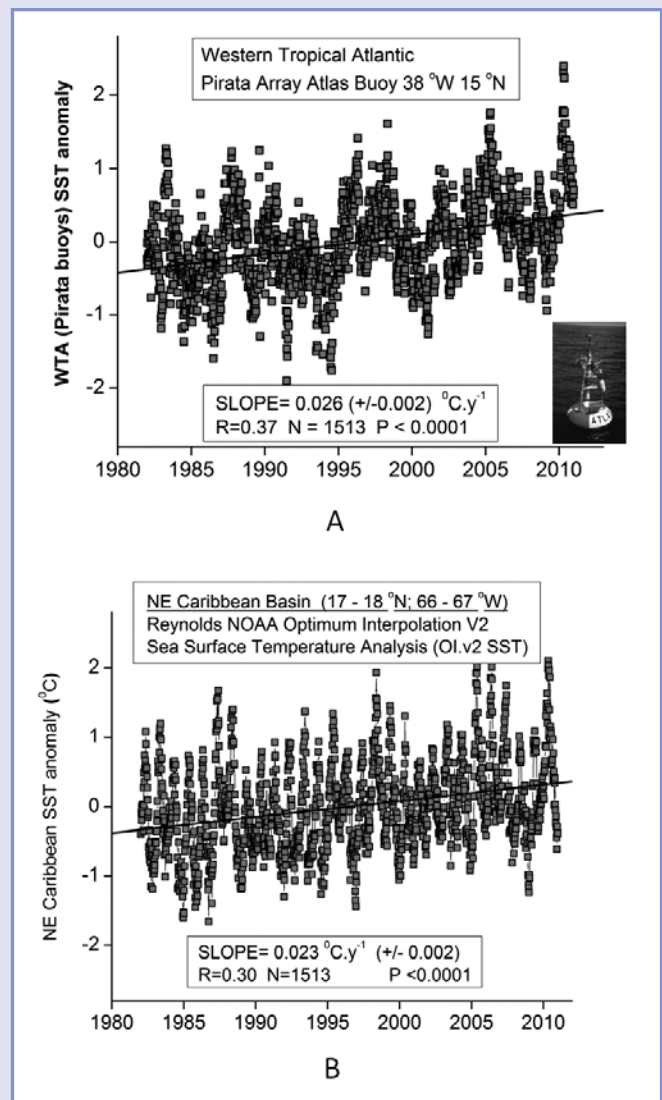 Western Tropical Atlantic
Pirata Array Atlas Buoy 38 °W 15 °N
WTA (Pirata buoys) SST anomaly
2
1
0
-1
-2
SLOPE= 0.026 (+/-0.002) ⁰C.y⁻¹
R=0.37 N = 1513 P < 0.0001
ATL
1980 1985 1990 1995 2000 2005 2010
A
NE Caribbean Basin (17 - 18 °N; 66 - 67 °W)
Reynolds NOAA Optimum Interpolation V2
Sea Surface Temperature Analysis (OI.v2 SST)
NE Caribbean SST anomaly (⁰C)
2
1
0
-1
-2
SLOPE= 0.023 ⁰C.y⁻¹ (+/- 0.002)
R=0.30 N=1513 P <0.0001
1980 1985 1990 1995 2000 2005 2010
B